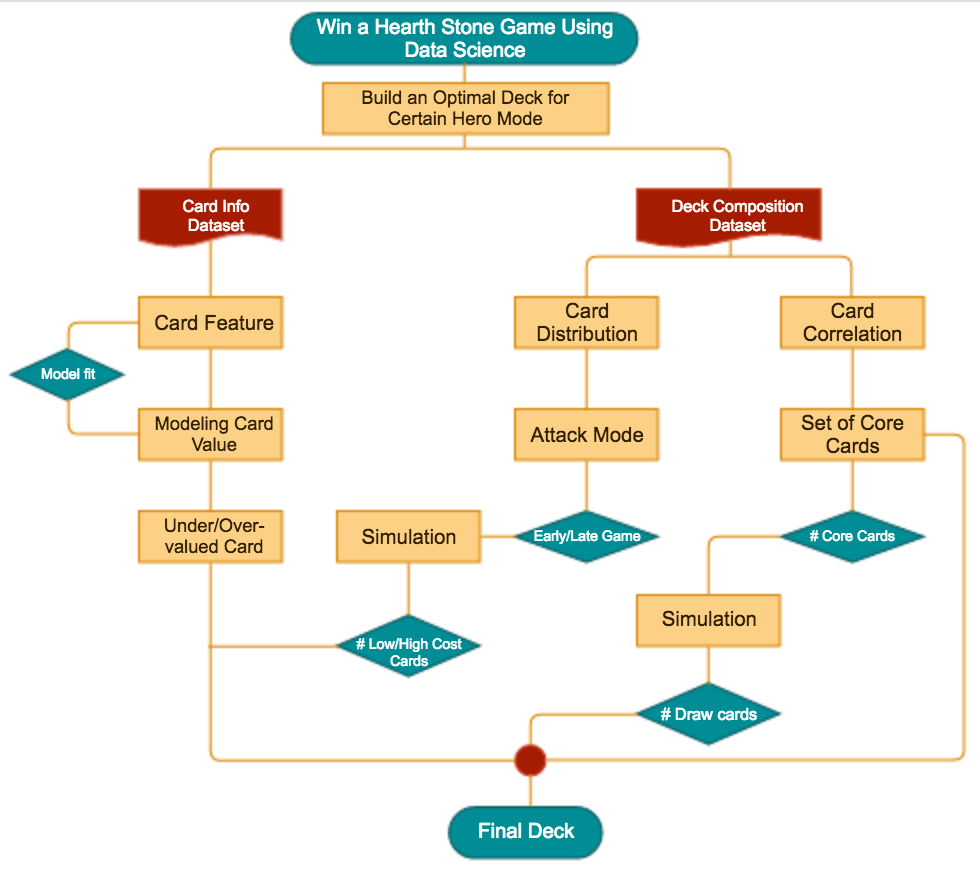 Win a Hearth Stone Game Using
Data Science
Build an Optimal Deck for
Certain Hero Mode
Card Info
Dataset
Deck Composition
Dataset
Card Feature
Card
Distribution
Card
Correlation
Model fit
Modeling Card
Value
Attack Mode
Set of Core
Cards
Under/Over-
valued Card
Simulation
Early/Late Game
# Core Cards
Simulation
# Low/High Cost
Cards
# Draw cards
Final Deck